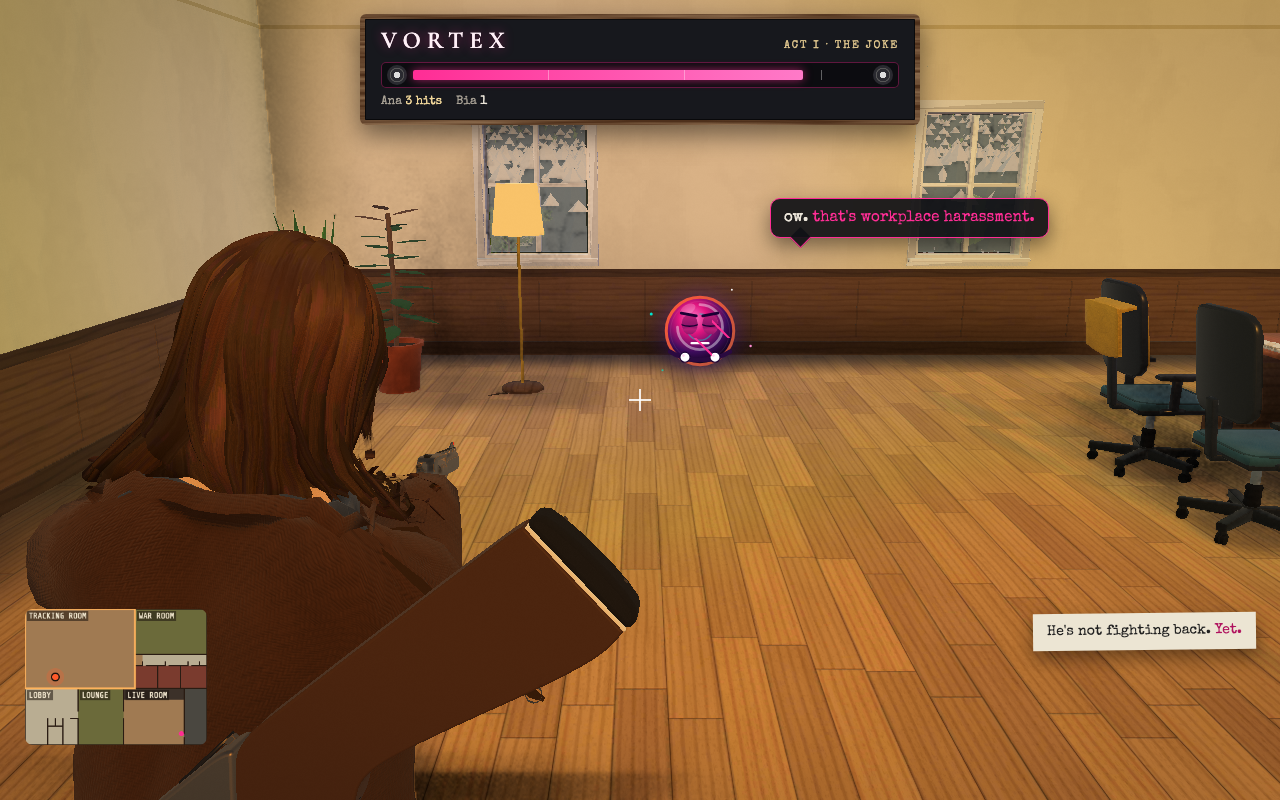 VORTEX
ACT I · THE JOKE
Ana 3 hits Bia 1
ow. that's workplace harassment.
He's not fighting back. Yet.
TRACKING ROOM
WAR ROOM
LOBBY
LOUNGE
LIVE ROOM